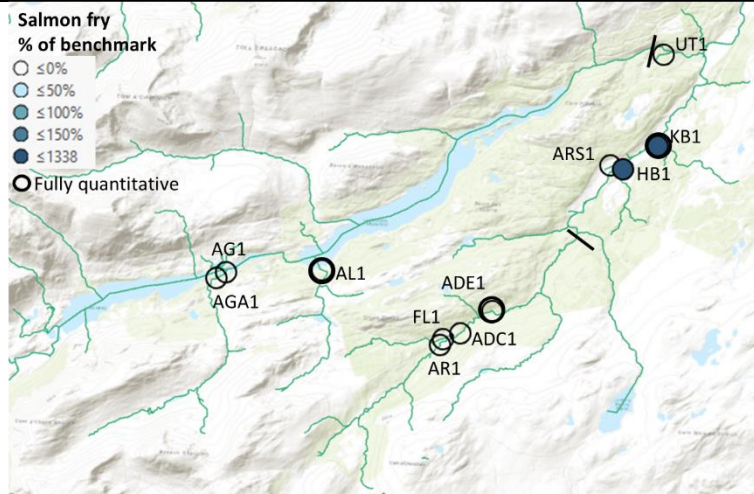 Salmon fry
% of benchmark
≤0%
≤50%
≤100%
≤150%
≤1338
Fully quantitative
UT1
KB1
ARS1
HB1
AG1
AL1
AGA1
ADE1
FL1
ADC1
AR1